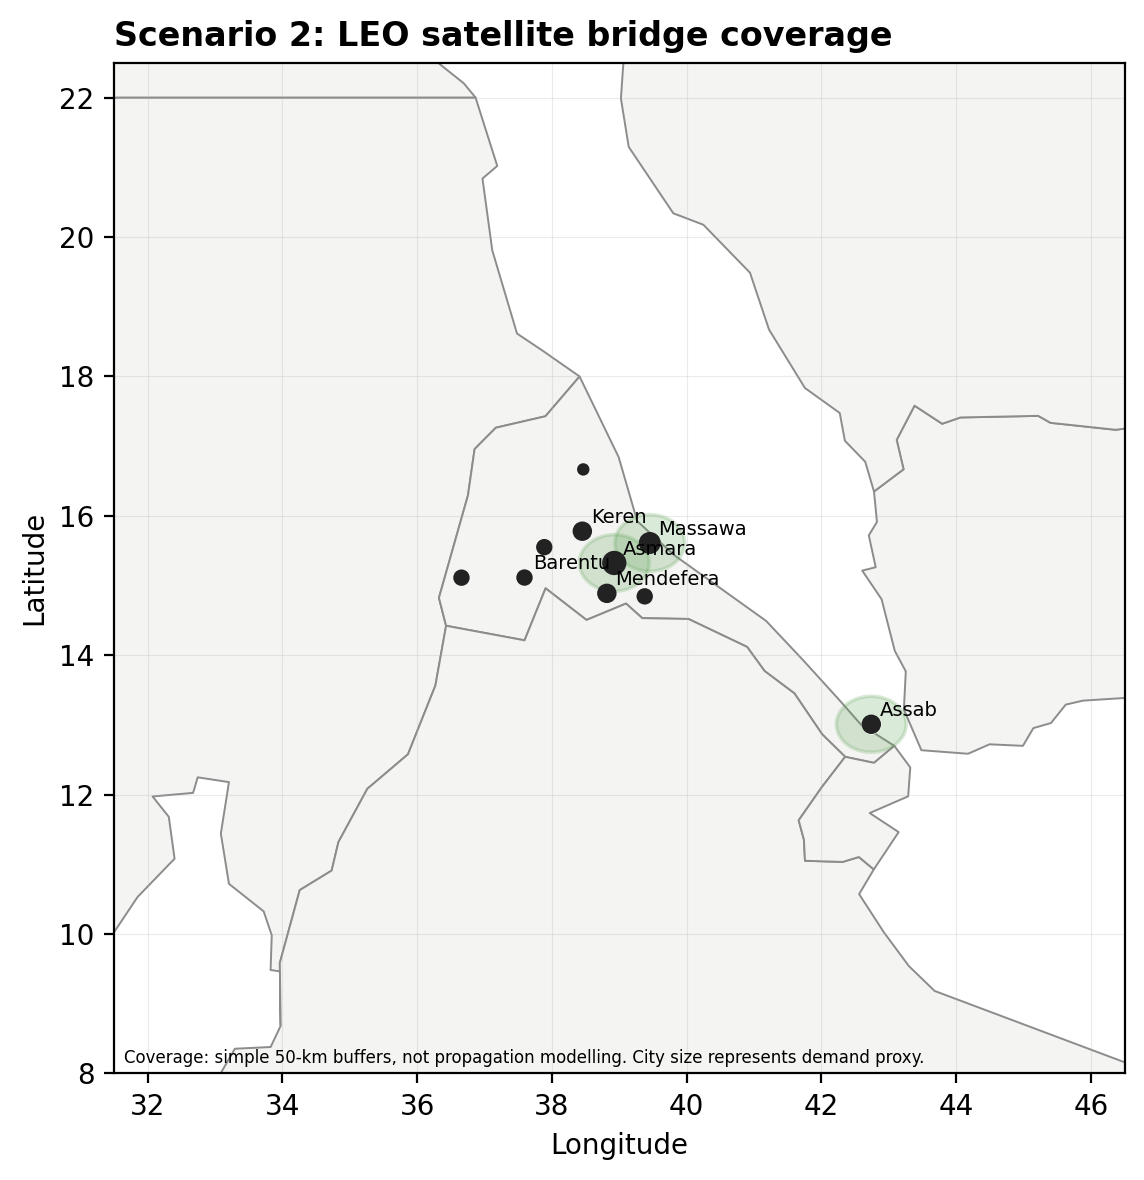 Scenario 2: LEO satellite bridge coverage
22
20
18
16
14
12
10
8
Latitude
Keren
Massawa
Asmara
Barentu
Mendefera
Assab
Coverage: simple 50-km buffers, not propagation modelling. City size represents demand proxy.
32 34 36 38 40 42 44 46
Longitude